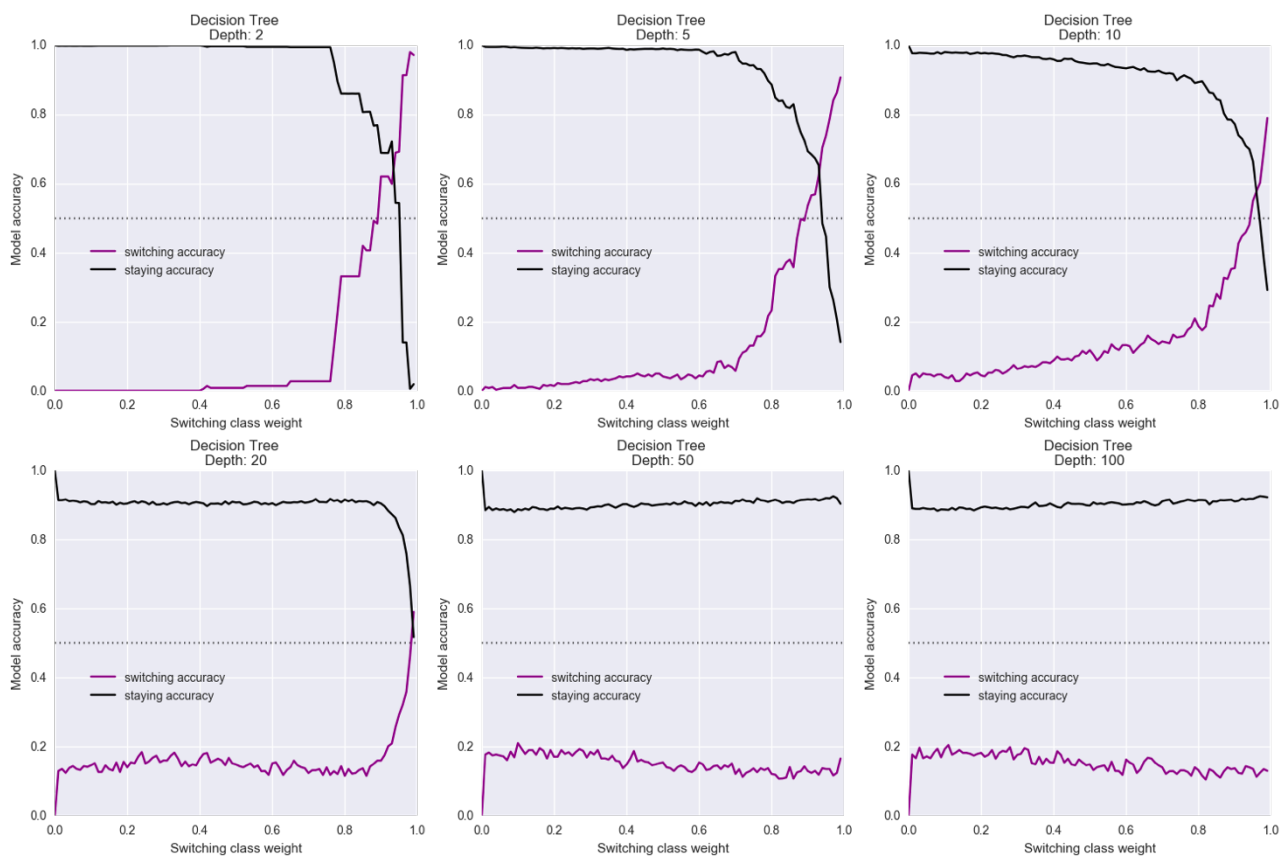 Decision Tree
Depth: 2
1.0
0.8
0.6
0.4
0.2
0.0
Model accuracy
switching accuracy
staying accuracy
0.0 0.2 0.4 0.6 0.8 1.0
Switching class weight
Decision Tree
Depth: 5
1.0
0.8
0.6
0.4
0.2
0.0
Model accuracy
switching accuracy
staying accuracy
0.0 0.2 0.4 0.6 0.8 1.0
Switching class weight
Decision Tree
Depth: 10
1.0
0.8
0.6
0.4
0.2
0.0
Model accuracy
switching accuracy
staying accuracy
0.0 0.2 0.4 0.6 0.8 1.0
Switching class weight
Decision Tree
Depth: 20
1.0
0.8
0.6
0.4
0.2
0.0
Model accuracy
switching accuracy
staying accuracy
0.0 0.2 0.4 0.6 0.8 1.0
Switching class weight
Decision Tree
Depth: 50
1.0
0.8
0.6
0.4
0.2
0.0
Model accuracy
switching accuracy
staying accuracy
0.0 0.2 0.4 0.6 0.8 1.0
Switching class weight
Decision Tree
Depth: 100
1.0
0.8
0.6
0.4
0.2
0.0
Model accuracy
switching accuracy
staying accuracy
0.0 0.2 0.4 0.6 0.8 1.0
Switching class weight